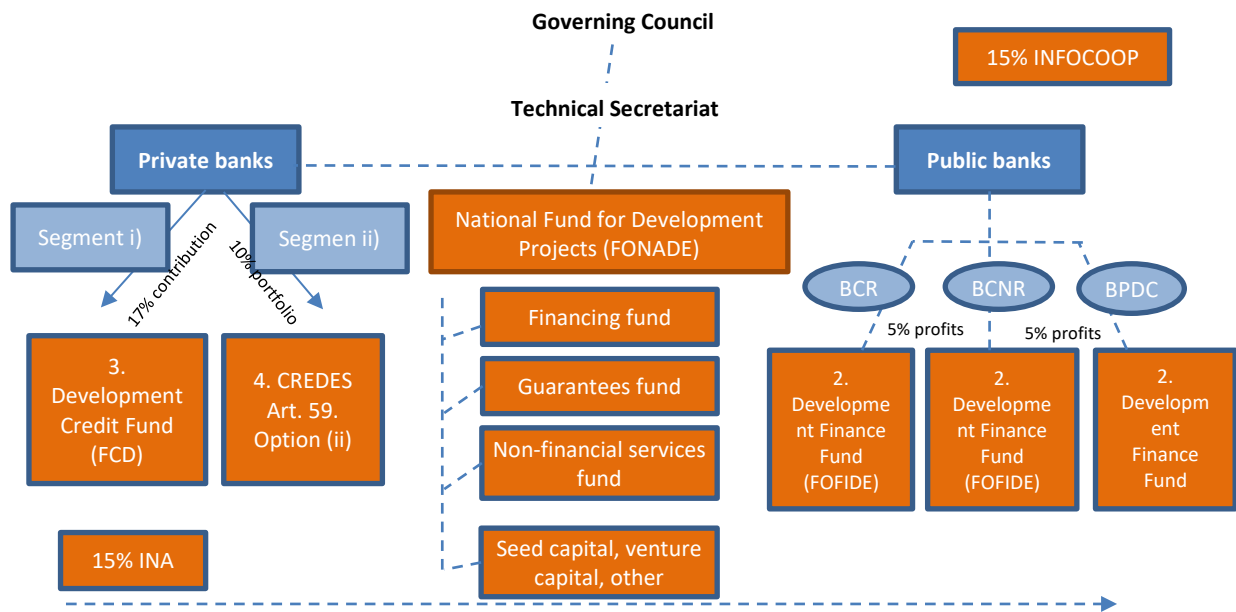 Governing Council
15% INFOCOOP
Technical Secretariat
Private banks
Public banks
Segment i)
Segmen ii)
17% contribution
10% portfolio
National Fund for Development
Projects (FONADE)
BCR
BCNR
BPDC
5% profits
5% profits
Financing fund
Guarantees fund
Non-financial services
fund
Seed capital, venture
capital, other
3.
Development
Credit Fund
(FCD)
4. CREDES
Art. 59.
Option (ii)
2.
Developme
nt Finance
Fund
(FOFIDE)
2.
Developme
nt Finance
Fund
(FOFIDE)
2.
Developm
ent
Finance
Fund
15% INA